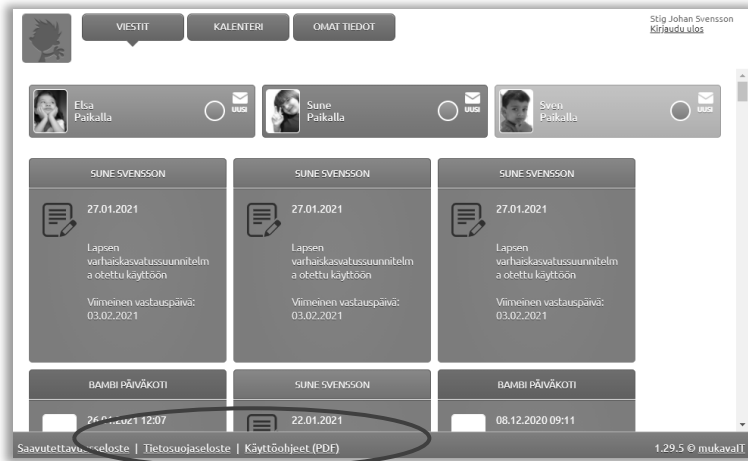 VIESTIT KALENTERI OMAT TIEDOT
Stig Johan Svensson
Kirjaudu ulos
Elsa
Paikalla
UUSI
Sune
Paikalla
UUSI
Sven
Paikalla
UUSI
SUNE SVENSSON
27.01.2021
Lapsen
varhaiskasvatussuunnitelm
a otettu käyttöön
Viimeinen vastauspäivä:
03.02.2021
SUNE SVENSSON
27.01.2021
Lapsen
varhaiskasvatussuunnitelm
a otettu käyttöön
Viimeinen vastauspäivä:
03.02.2021
SUNE SVENSSON
27.01.2021
Lapsen
varhaiskasvatussuunnitelm
a otettu käyttöön
Viimeinen vastauspäivä:
03.02.2021
BAMBI PÄIVÄKOTI
26.01.2021 12:07
SUNE SVENSSON
22.01.2021
BAMBI PÄIVÄKOTI
08.12.2020 09:11
Saavutettavuusseloste | Tietosuojaseloste | Käyttöohjeet (PDF) 1.29.5 © mukavaIT